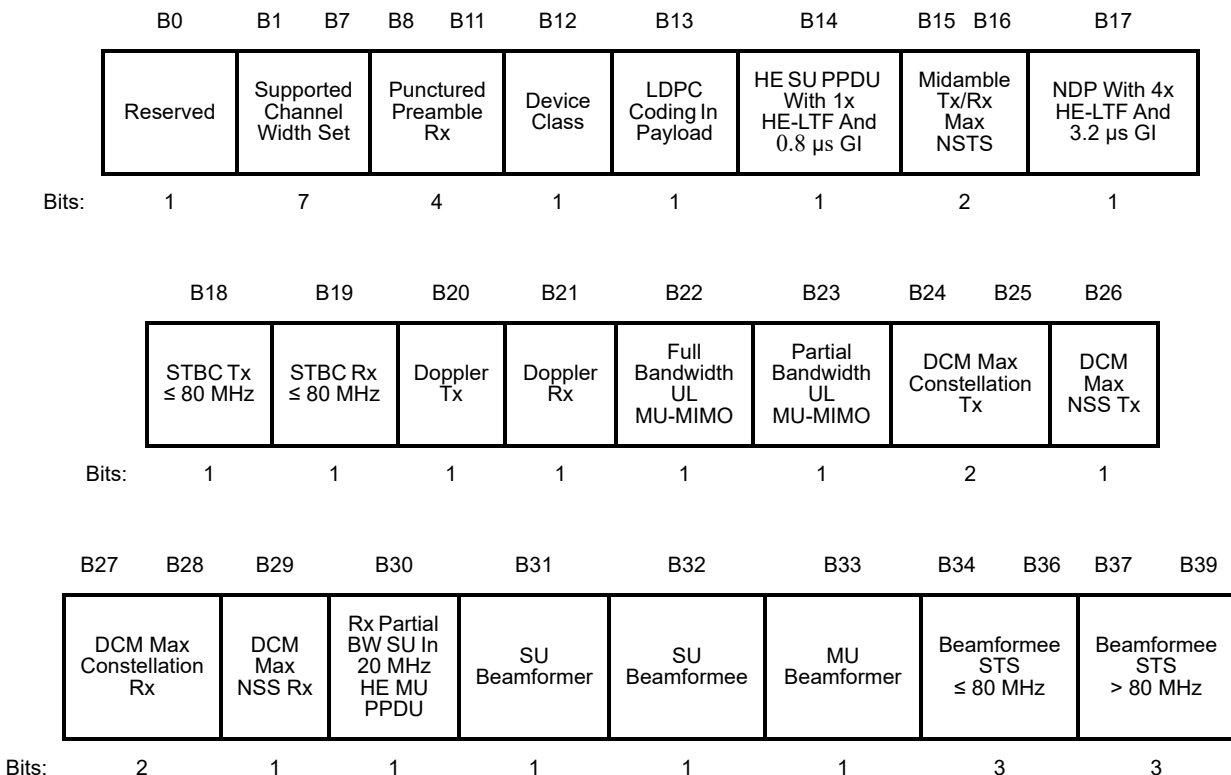 B0 B1 B7 B8 B11 B12 B13 B14 B15 B16 B17
Reserved
Supported
Channel
Width Set
Punctured
Preamble
Rx
Device
Class
LDPC
Coding In
Payload
HE SU PPDU
With 1x
HE-LTF And
0.8 µs GI
Midamble
Tx/Rx
Max
NSTS
NDP With 4x
HE-LTF And
3.2 µs GI
Bits: 1 7 4 1 1 1 2 1
B18 B19 B20 B21 B22 B23 B24 B25 B26
STBC Tx
≤ 80 MHz
STBC Rx
≤ 80 MHz
Doppler
Tx
Doppler
Rx
Full
Bandwidth
UL
MU-MIMO
Partial
Bandwidth
UL
MU-MIMO
DCM Max
Constellation
Tx
DCM
Max
NSS Tx
Bits: 1 1 1 1 1 1 2 1
B27 B28 B29 B30 B31 B32 B33 B34 B36 B37 B39
DCM Max
Constellation
Rx
DCM
Max
NSS Rx
Rx Partial
BW SU In
20 MHz
HE MU
PPDU
SU
Beamformer
SU
Beamformee
MU
Beamformer
Beamformee
STS
≤ 80 MHz
Beamformee
STS
> 80 MHz
Bits: 2 1 1 1 1 1 3 3